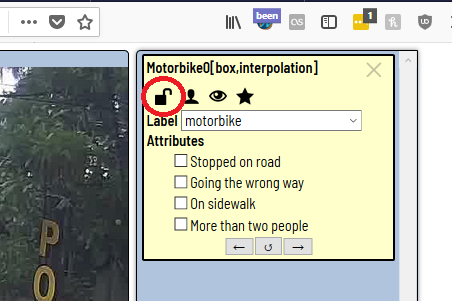 been
1
Motorbike0[box,interpolation]
Label motorbike
Attributes
Stopped on road
Going the wrong way
On sidewalk
More than two people
P
O